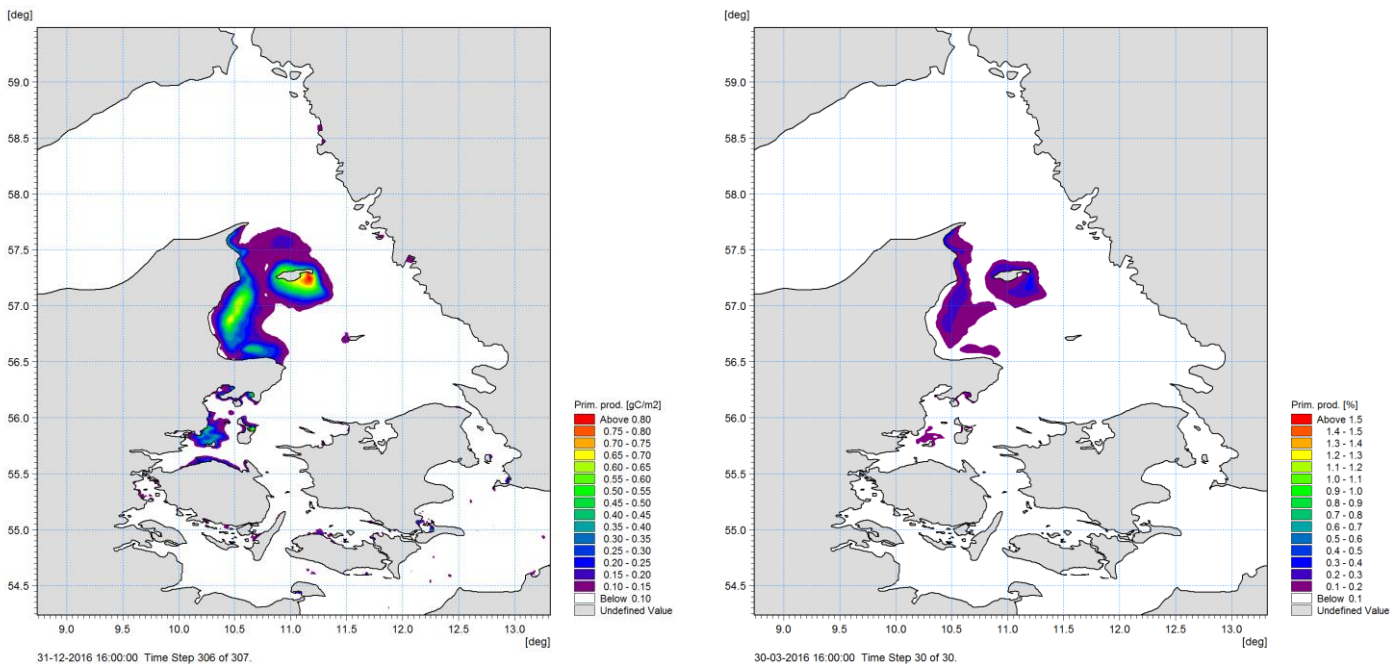 [deg]
59.0
58.5
58.0
57.5
57.0
56.5
56.0
55.5
55.0
54.5
9.0 9.5 10.0 10.5 11.0 11.5 12.0 12.5 13.0
[deg]
31-12-2016 16:00:00 Time Step 306 of 307.
Prim. prod. [gC/m2]
Above 0.80
0.75 - 0.80
0.70 - 0.75
0.65 - 0.70
0.60 - 0.65
0.55 - 0.60
0.50 - 0.55
0.45 - 0.50
0.40 - 0.45
0.35 - 0.40
0.30 - 0.35
0.25 - 0.30
0.20 - 0.25
0.15 - 0.20
0.10 - 0.15
Below 0.10
Undefined Value
[deg]
59.0
58.5
58.0
57.5
57.0
56.5
56.0
55.5
55.0
54.5
9.0 9.5 10.0 10.5 11.0 11.5 12.0 12.5 13.0
[deg]
30-03-2016 16:00:00 Time Step 30 of 30.
Prim. prod. [%]
Above 1.5
1.4 - 1.5
1.3 - 1.4
1.2 - 1.3
1.1 - 1.2
1.0 - 1.1
0.9 - 1.0
0.8 - 0.9
0.7 - 0.8
0.6 - 0.7
0.5 - 0.6
0.4 - 0.5
0.3 - 0.4
0.2 - 0.3
0.1 - 0.2
Below 0.1
Undefined Value